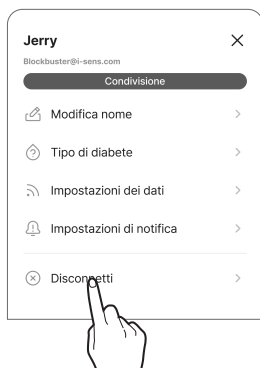 Jerry
Blockbuster@i-sens.com
Condivisione
Modifica nome
Tipo di diabete
Impostazioni dei dati
Impostazioni di notifica
Disconnetti